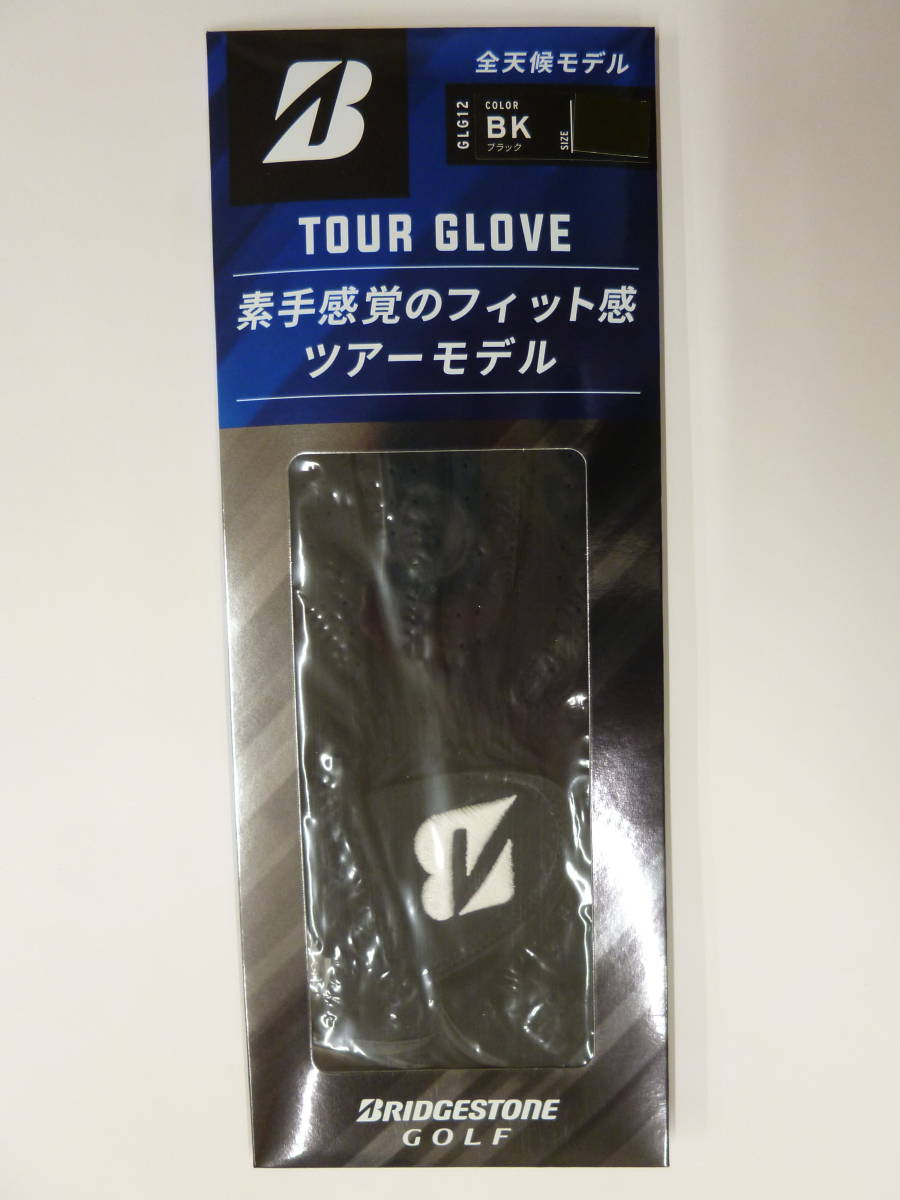 B
全天候モデル
GLG12
COLOR
BK
ブラック
SIZE
TOUR GLOVE
素手感覚のフィット感
ツアーモデル
B
BRIDGESTONE
GOLF